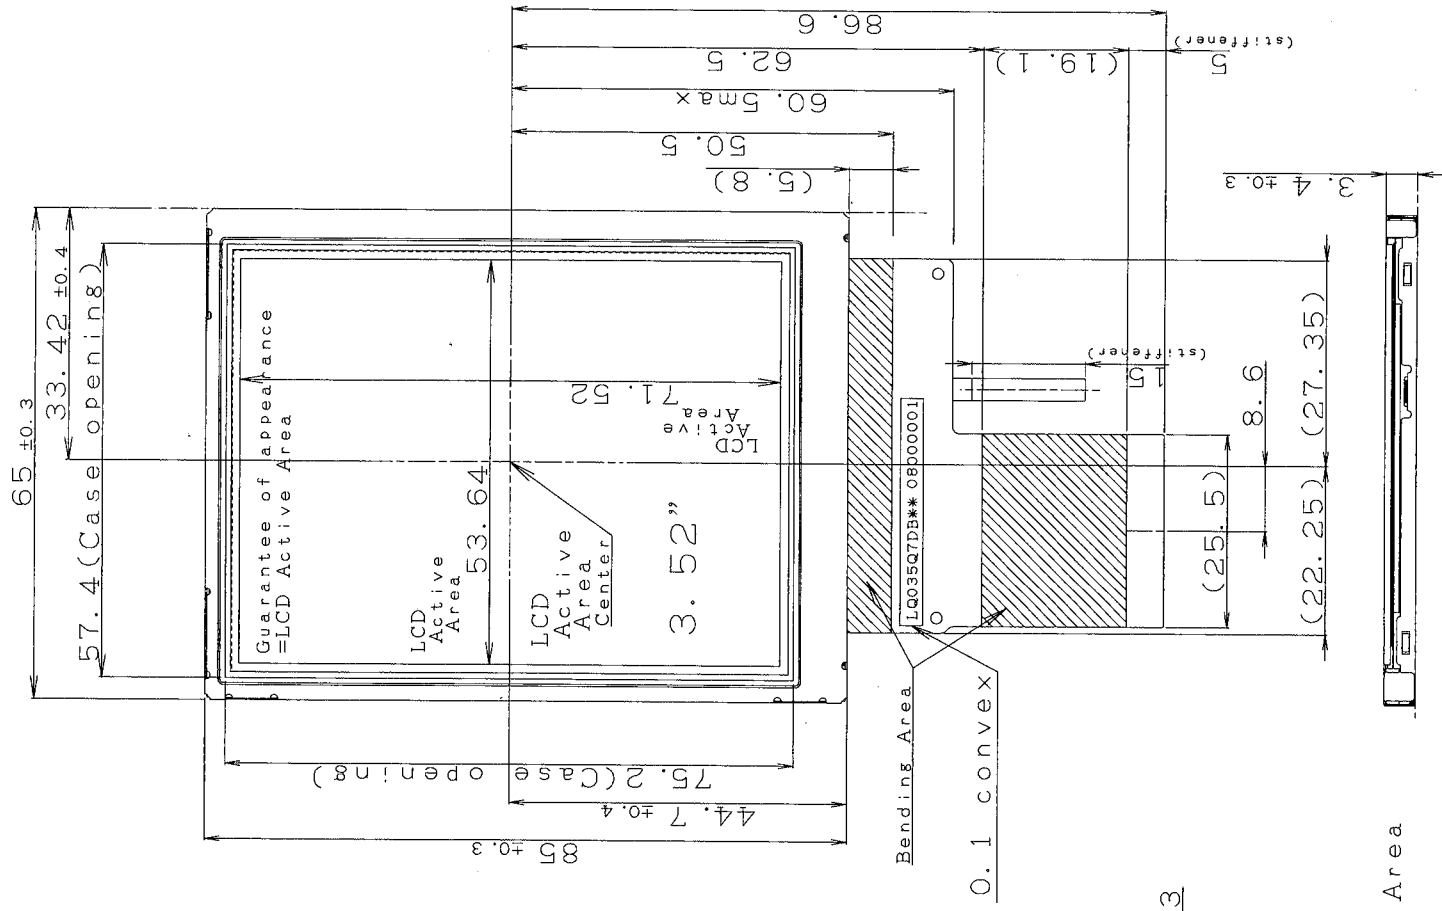 65 ±0.3
33.42 ±0.4
57.4(Case opening)
Guarantee of appearance
=LCD Active Area
53.64
LCD
Active
Area
71.52
LCD
Active
Area
LCD
Active
Area
Center
3.52”
75.2(Case opening)
44.7 ±0.4
85 ±0.3
86.6
62.5
(19.1)
5
(stiffener)
60.5max
50.5
(5.8)
3.4 ±0.3
15
(stiffener)
LQ035Q7DB** 08000001
8.6
(27.35)
(25.5)
(22.25)
Bending Area
0.1 convex
3
Area